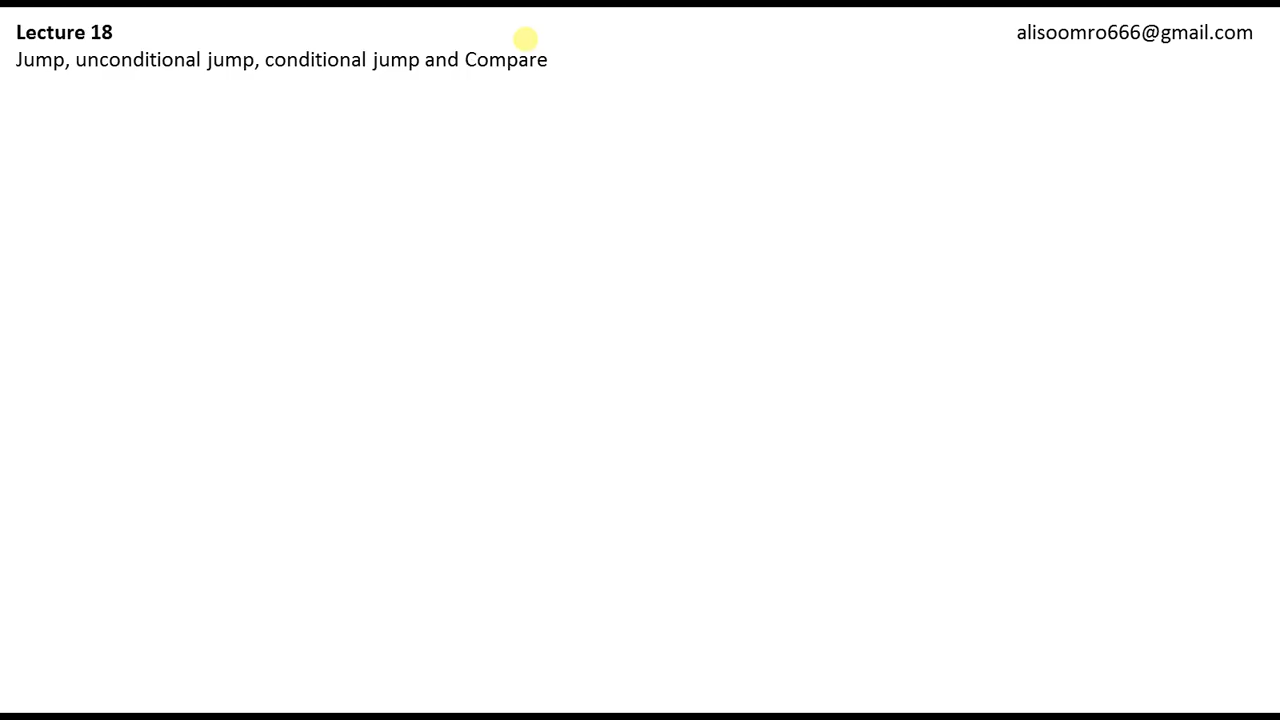 Lecture 18
alisoomro666@gmail.com
Jump, unconditional jump, conditional jump and Compare